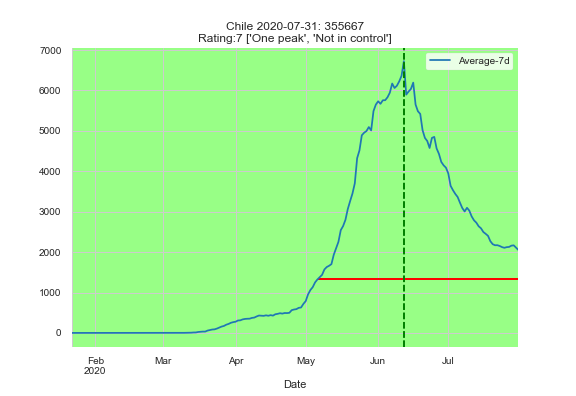 Chile 2020-07-31: 355667
Rating:7 ['One peak', 'Not in control']
Average-7d
7000
6000
5000
4000
3000
2000
1000
0
Feb
2020
Mar
Apr
May
Jun
Jul
Date